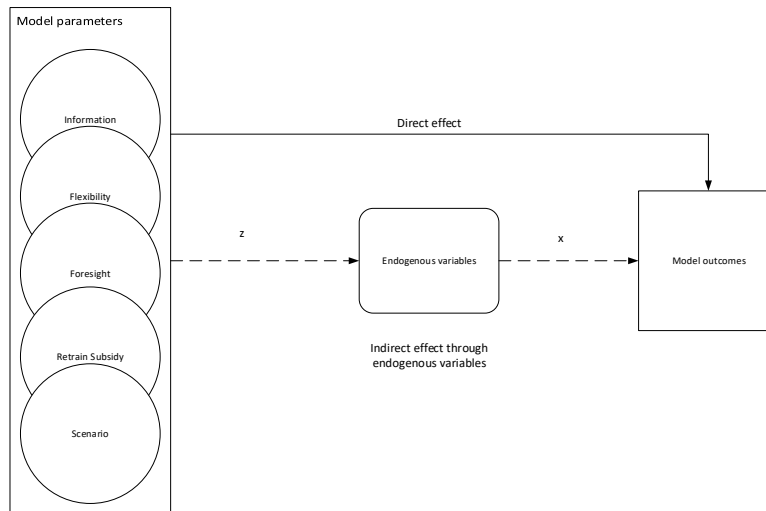 Model parameters
Information
Flexibility
Foresight
Retrain Subsidy
Scenario
Direct effect
z
Endogenous variables
x
Model outcomes
Indirect effect through
endogenous variables